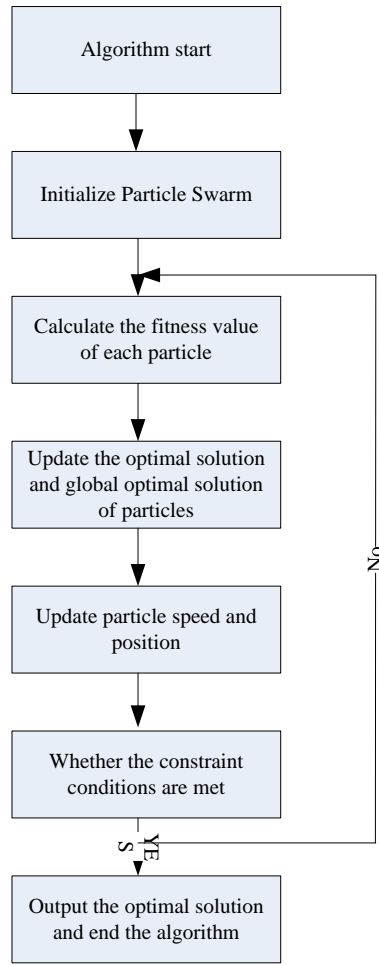 Algorithm start
Initialize Particle Swarm
Calculate the fitness value
of each particle
Update the optimal solution
and global optimal solution
of particles
Update particle speed and
position
NO
Whether the constraint
conditions are met
YE
S
Output the optimal solution
and end the algorithm